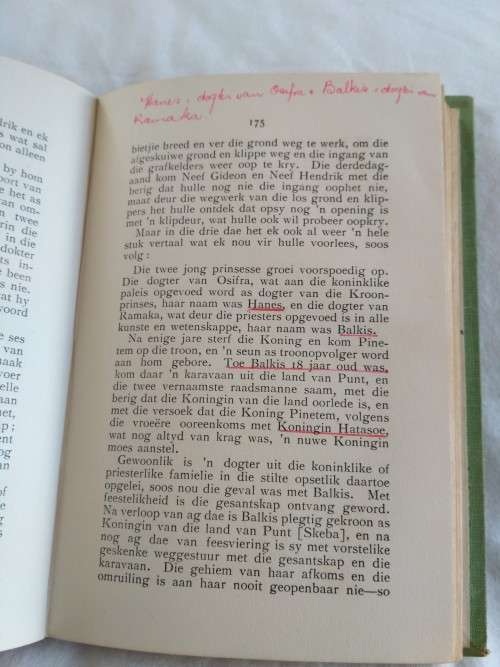 Hanes = dogter van Osifra + Balkis = dogter van
Ramaka.
175
bietjie breed en ver die grond weg te werk, om die
afgeskuiwe grond en klippe weg en die ingang van
die grafkelders weer oop te kry. Die derdedag-
aand kom Neef Gideon en Neef Hendrik met die
berig dat hulle nog nie die ingang oophet nie,
maar deur die wegwerk van die los grond en klip-
pers het hulle ontdek dat opsy nog 'n opening is
met 'n klipdeur, wat hulle ook wil probeer oopkry.
Maar in die drie dae het ek ook al weer 'n hele
stuk vertaal wat ek nou vir hulle voorlees, soos
volg:
Die twee jong prinsesse groei voorspoedig op.
Die dogter van Osifra, wat aan die koninklike
paleis opgevoed word as dogter van die Kroon-
prinses, haar naam was Hanes, en die dogter van
Ramaka, wat deur die priesters opgevoed is in alle
kunste en wetenskappe, haar naam was Balkis.
Na enige jare sterf die Koning en kom Pine-
tem op die troon, en 'n seun as troonopvolger word
aan hom gebore. Toe Balkis 18 jaar oud was,
kom daar 'n karavaan uit die land van Punt, en
die twee vernaamste raadsmanne saam, met die
berig dat die Koningin van die land oorlede is, en
met die versoek dat die Koning Pinetem, volgens
die vroeëre ooreenkoms met Koningin Hatasoe,
wat nog altyd van krag was, 'n nuwe Koningin
moes aanstel.
Gewoonlik is 'n dogter uit die koninklike of
priesterlike famielie in die stilte opsetlik daartoe
opgelei, soos nou die geval was met Balkis. Met
feestelikheid is die gesantskap ontvang geword.
Na verloop van ag dae is Balkis plegtig gekroon as
Koningin van die land van Punt [Skeba], en na
nog ag dae van feesviering is sy met vorstelike
geskenke weggestuur met die gesantskap en die
karavaan. Die gehiem van haar afkoms en die
omruiling is aan haar nooit geopenbaar nie—so